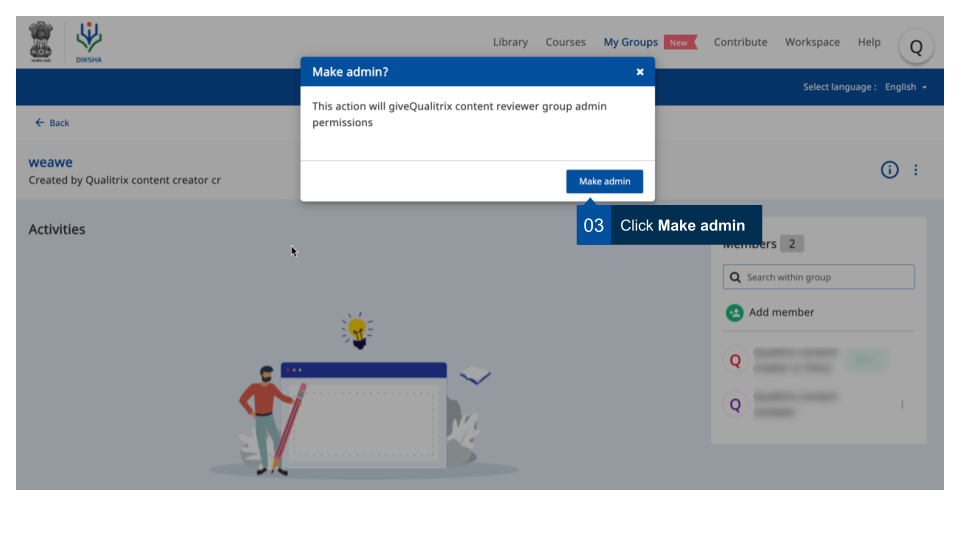 DIKSHA
Library Courses My Groups New Contribute Workspace Help Q
Select language : English
Make admin?
This action will giveQualitrix content reviewer group admin
permissions
Make admin
03 Click Make admin
Back
weawe
Created by Qualitrix content creator cr
Activities
Members 2
Search within group
Add member
Q
Q